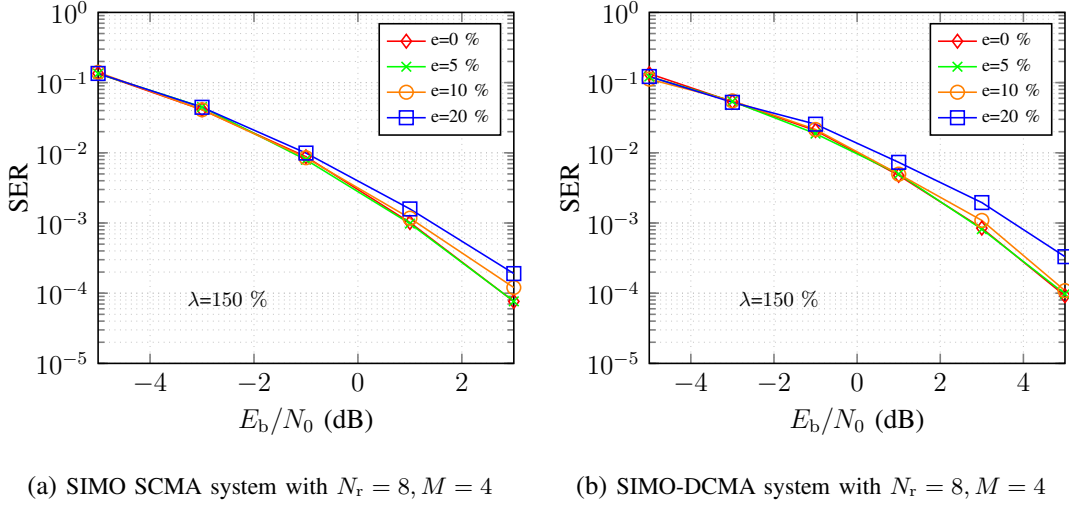 10^0
10^-1
10^-2
10^-3
10^-4
10^-5
SER
−4
−2
0
2
E_b/N_0 (dB)
e=0 %
e=5 %
e=10 %
e=20 %
λ=150 %
(a) SIMO SCMA system with N_r = 8, M = 4
10^0
10^-1
10^-2
10^-3
10^-4
10^-5
SER
−4
−2
0
2
4
E_b/N_0 (dB)
e=0 %
e=5 %
e=10 %
e=20 %
λ=150 %
(b) SIMO-DCMA system with N_r = 8, M = 4